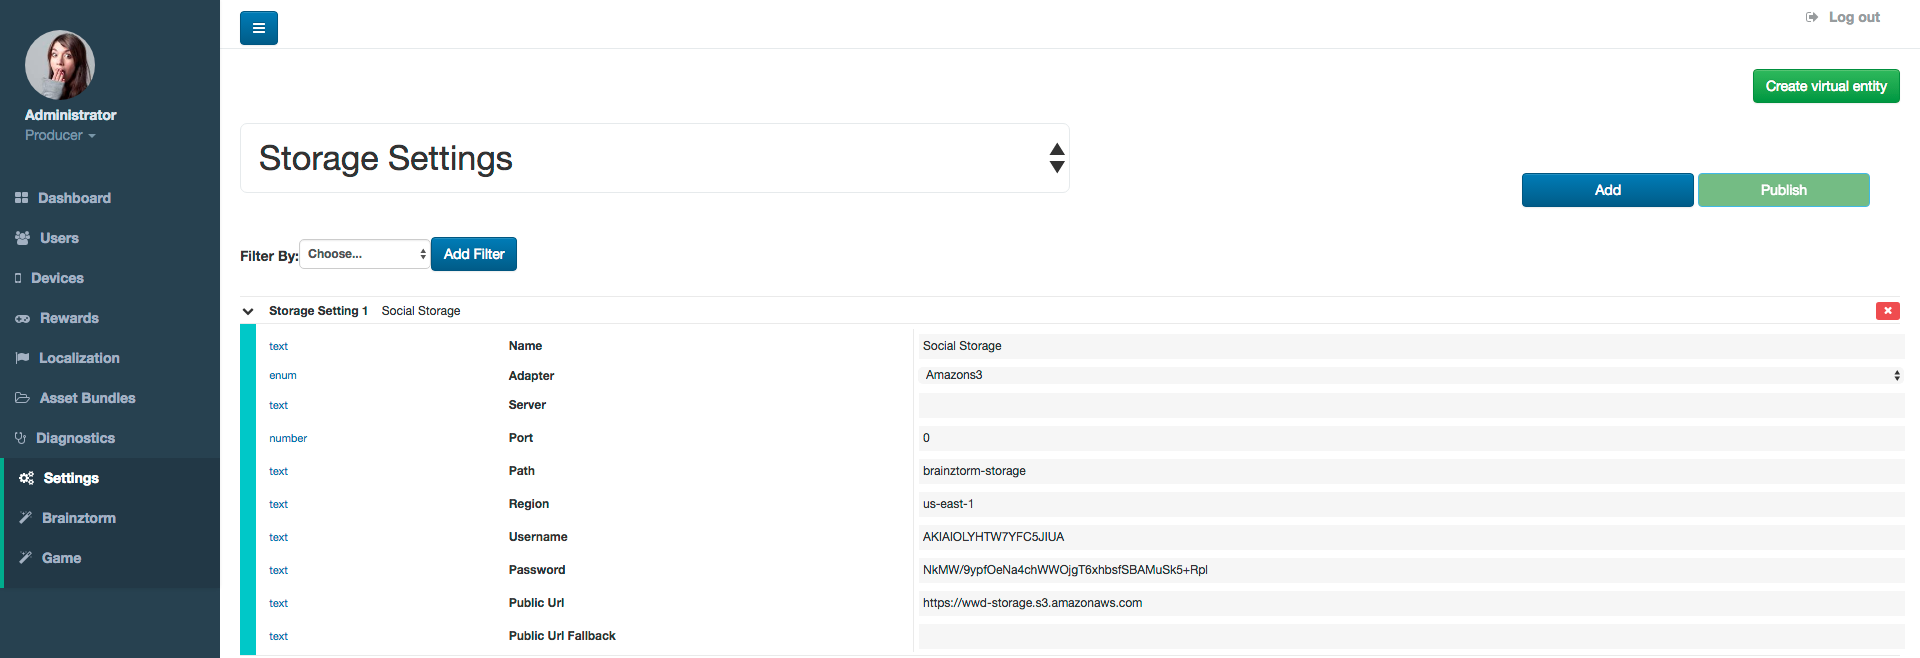 Log out
Create virtual entity
Administrator
Producer
Storage Settings
Add
Publish
Dashboard
Users
Devices
Rewards
Localization
Asset Bundles
Diagnostics
Settings
Brainztorm
Game
Filter By: Choose... Add Filter
Storage Setting 1 Social Storage
text Name Social Storage
enum Adapter Amazons3
text Server
number Port 0
text Path brainztorm-storage
text Region us-east-1
text Username AKIAIOLYHTW7YFC5JIUA
text Password
text Public Url https://wwd-storage.s3.amazonaws.com
text Public Url Fallback